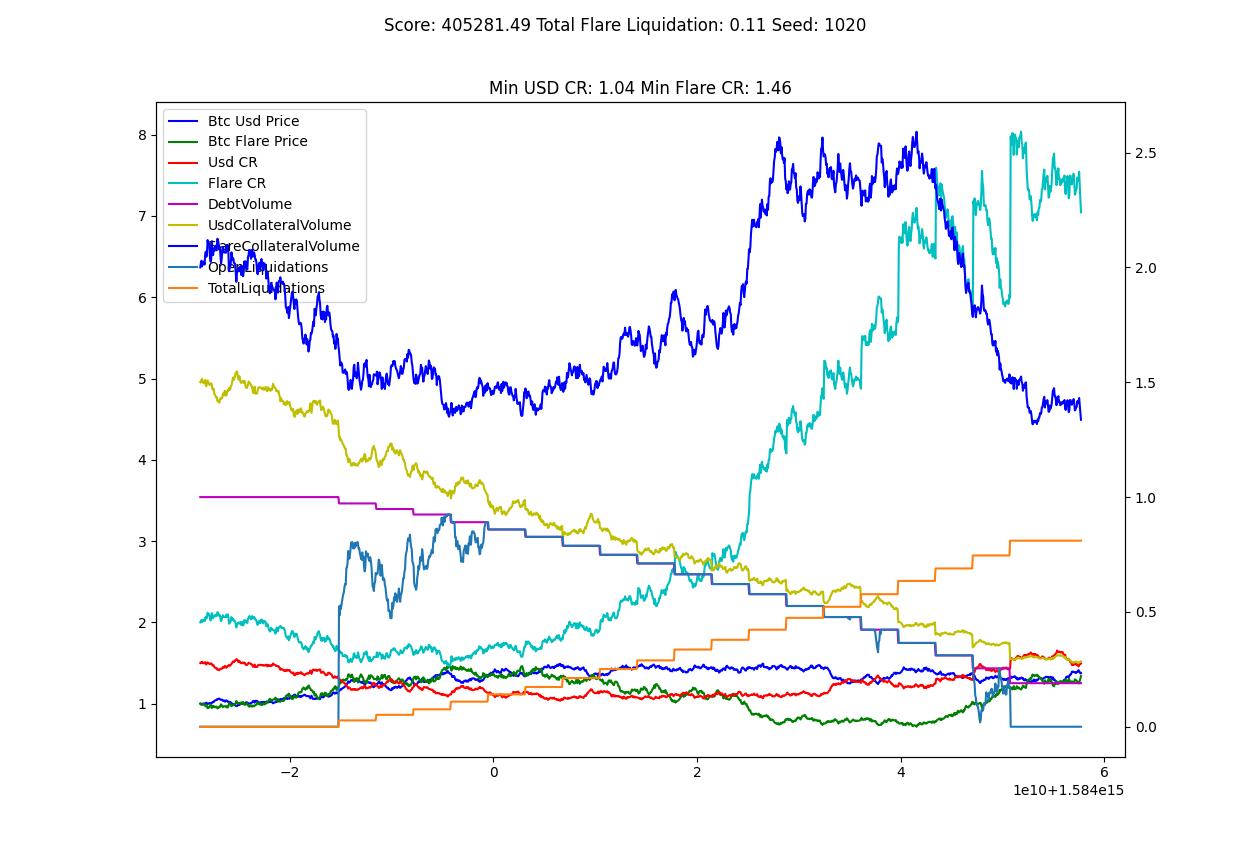 Score: 405281.49 Total Flare Liquidation: 0.11 Seed: 1020
Min USD CR: 1.04 Min Flare CR: 1.46
Btc Usd Price
Btc Flare Price
Usd CR
Flare CR
DebtVolume
UsdCollateralVolume
FlareCollateralVolume
OpenLiquidations
TotalLiquidations
8
7
6
5
4
3
2
1
2.5
2.0
1.5
1.0
0.5
0.0
−2
0
2
4
6
1e10+1.584e15